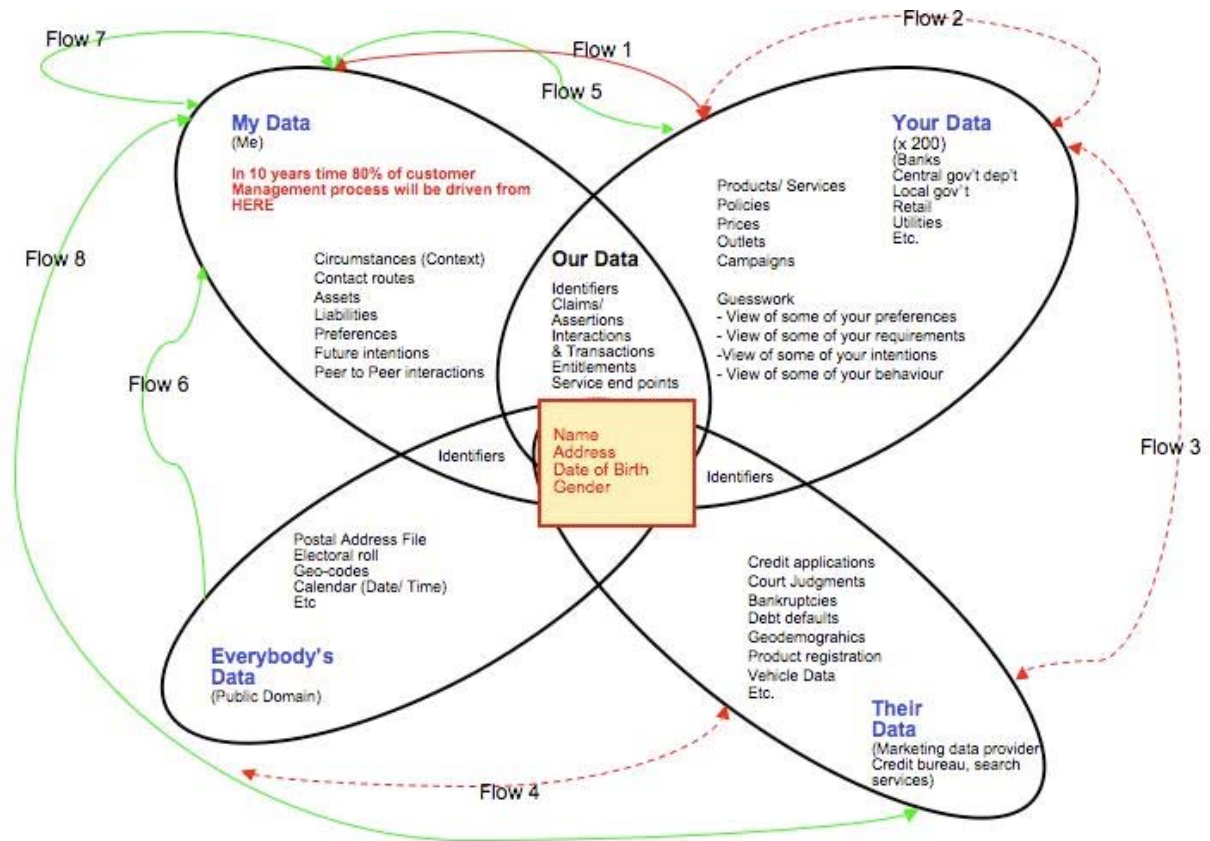 Flow 7
Flow 1
Flow 2
Flow 5
My Data
(Me)
In 10 years time 80% of customer
Management process will be driven from
HERE
Circumstances (Context)
Contact routes
Assets
Liabilities
Preferences
Future intentions
Peer to Peer interactions
Our Data
Identifiers
Claims/
Assertions
Interactions
& Transactions
Entitlements
Service end points
Your Data
(x 200)
(Banks
Central gov't dep't
Local gov't
Retail
Utilities
Etc.
Products/ Services
Policies
Prices
Outlets
Campaigns
Guesswork
- View of some of your preferences
- View of some of your requirements
-View of some of your intentions
- View of some of your behaviour
Flow 8
Flow 6
Flow 3
Name
Address
Date of Birth
Gender
Identifiers
Identifiers
Postal Address File
Electoral roll
Geo-codes
Calendar (Date/ Time)
Etc
Everybody's
Data
(Public Domain)
Credit applications
Court Judgments
Bankruptcies
Debt defaults
Geodemograhics
Product registration
Vehicle Data
Etc.
Their
Data
(Marketing data provider
Credit bureau, search
services)
Flow 4